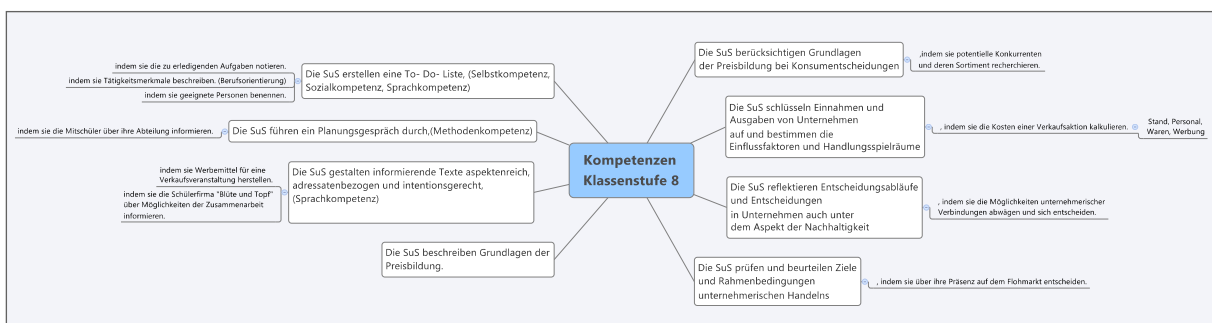 Kompetenzen
Klassenstufe 8
Die SuS erstellen eine To- Do- Liste, (Selbstkompetenz,
Sozialkompetenz, Sprachkompetenz)
indem sie die zu erledigenden Aufgaben notieren.
indem sie Tätigkeitsmerkmale beschreiben. (Berufsorientierung)
indem sie geeignete Personen benennen.
Die SuS führen ein Planungsgespräch durch,(Methodenkompetenz)
indem sie die Mitschüler über ihre Abteilung informieren.
Die SuS gestalten informierende Texte aspektenreich,
adressatenbezogen und intentionsgerecht,
(Sprachkompetenz)
indem sie Werbemittel für eine
Verkaufsveranstaltung herstellen.
indem sie die Schülerfirma "Blüte und Topf"
über Möglichkeiten der Zusammenarbeit
informieren.
Die SuS beschreiben Grundlagen der
Preisbildung.
Die SuS berücksichtigen Grundlagen
der Preisbildung bei Konsumentscheidungen
,indem sie potentielle Konkurrenten
und deren Sortiment recherchieren.
Die SuS schlüsseln Einnahmen und
Ausgaben von Unternehmen
auf und bestimmen die
Einflussfaktoren und Handlungsspielräume
, indem sie die Kosten einer Verkaufsaktion kalkulieren.
Stand, Personal,
Waren, Werbung
Die SuS reflektieren Entscheidungsabläufe
und Entscheidungen
in Unternehmen auch unter
dem Aspekt der Nachhaltigkeit
, indem sie die Möglichkeiten unternehmerischer
Verbindungen abwägen und sich entscheiden.
Die SuS prüfen und beurteilen Ziele
und Rahmenbedingungen
unternehmerischen Handelns
, indem sie über ihre Präsenz auf dem Flohmarkt entscheiden.